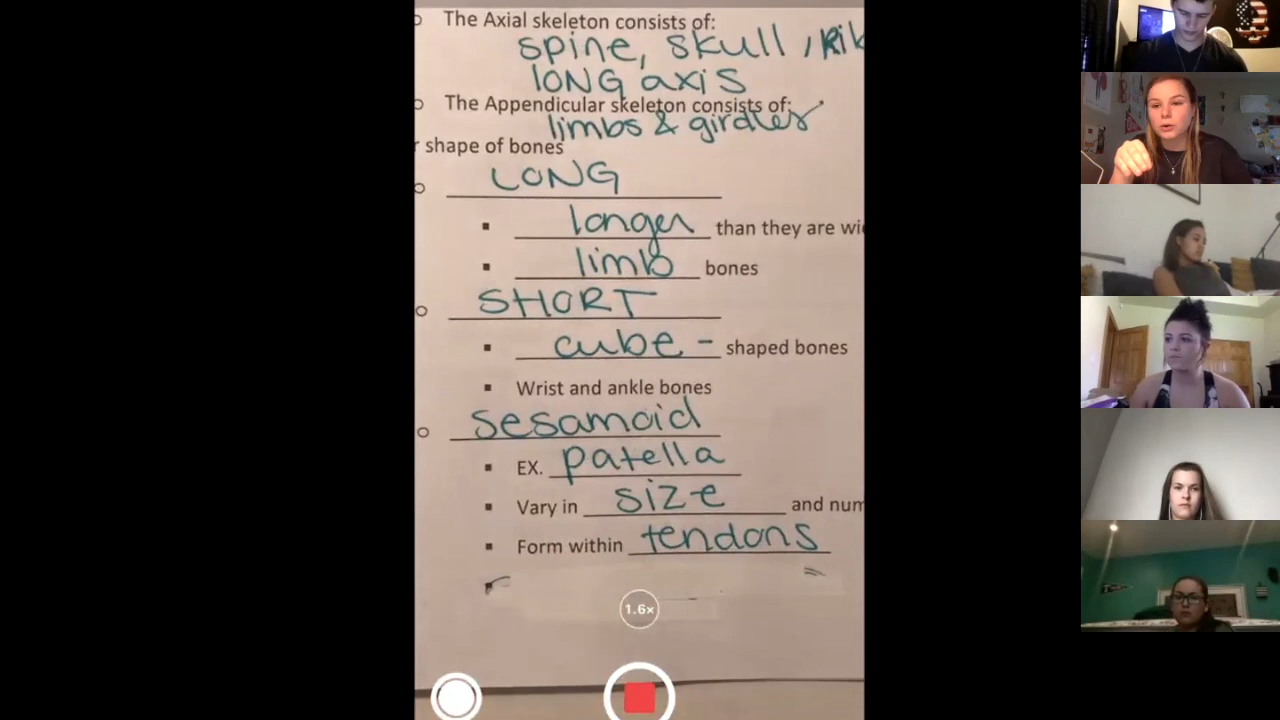 The Axial skeleton consists of:
spine, skull, Rib
LONG axis
The Appendicular skeleton consists of:
limbs & girdles
r shape of bones
LONG
longer than they are wi
limb bones
SHORT
cube - shaped bones
Wrist and ankle bones
sesamoid
EX. patella
Vary in size and num
Form within tendons
1.6×